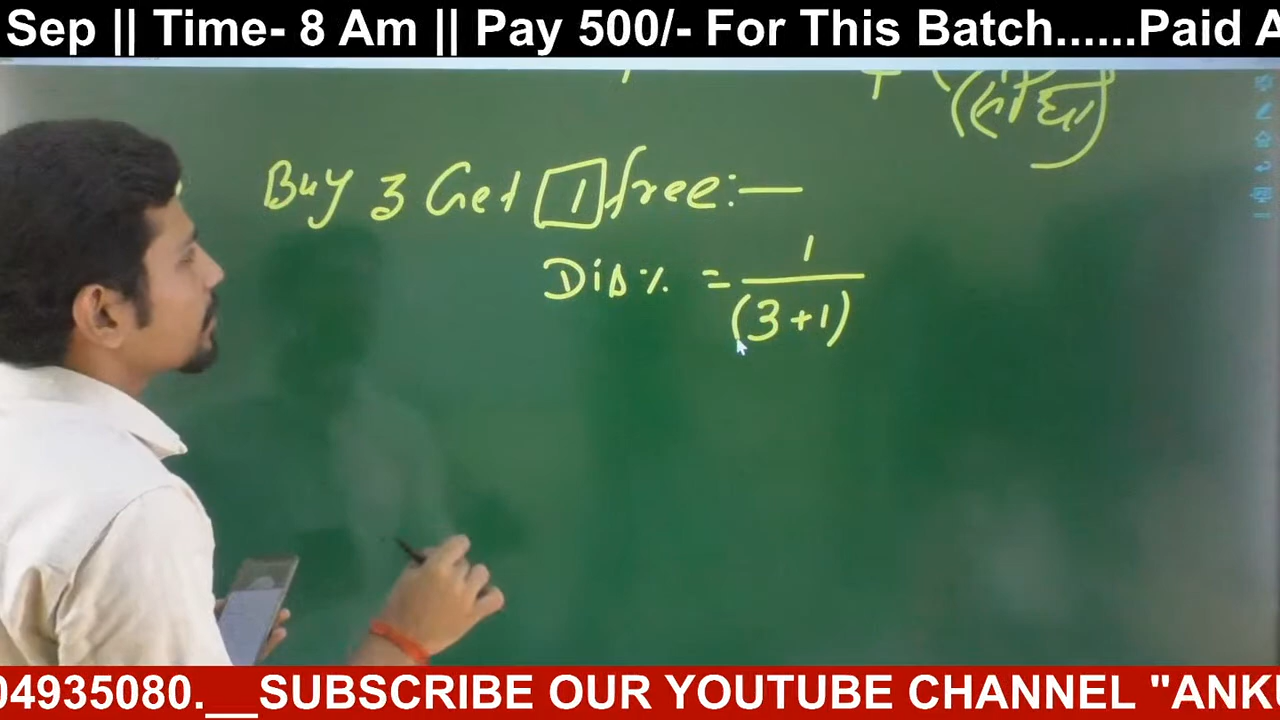 Sep || Time- 8 Am || Pay 500/- For This Batch......Paid A
Buy 3 Get 1 free:—
Dis% = 1
(3+1)
04935080.__SUBSCRIBE OUR YOUTUBE CHANNEL "ANK